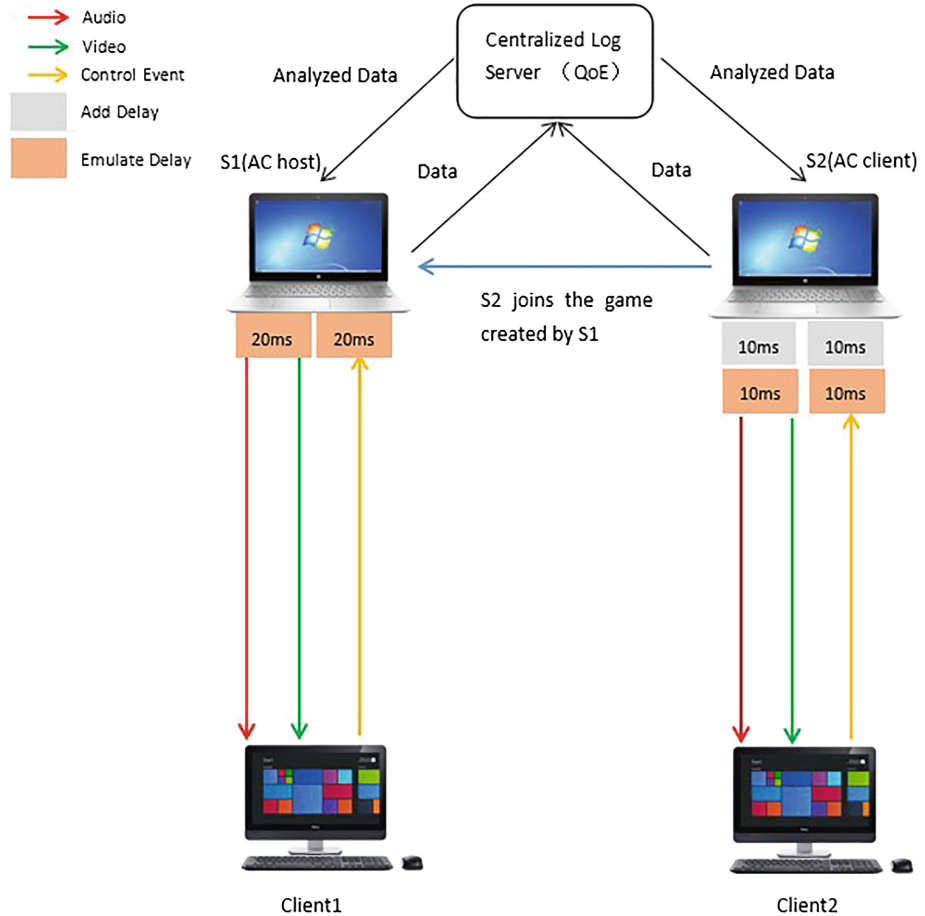 Audio
Video
Control Event
Add Delay
Emulate Delay
Centralized Log
Server （QoE）
Analyzed Data
Analyzed Data
S1(AC host)
Data
Data
S2(AC client)
S2 joins the game
created by S1
20ms
20ms
10ms
10ms
10ms
10ms
Start
Start
Client1
Client2